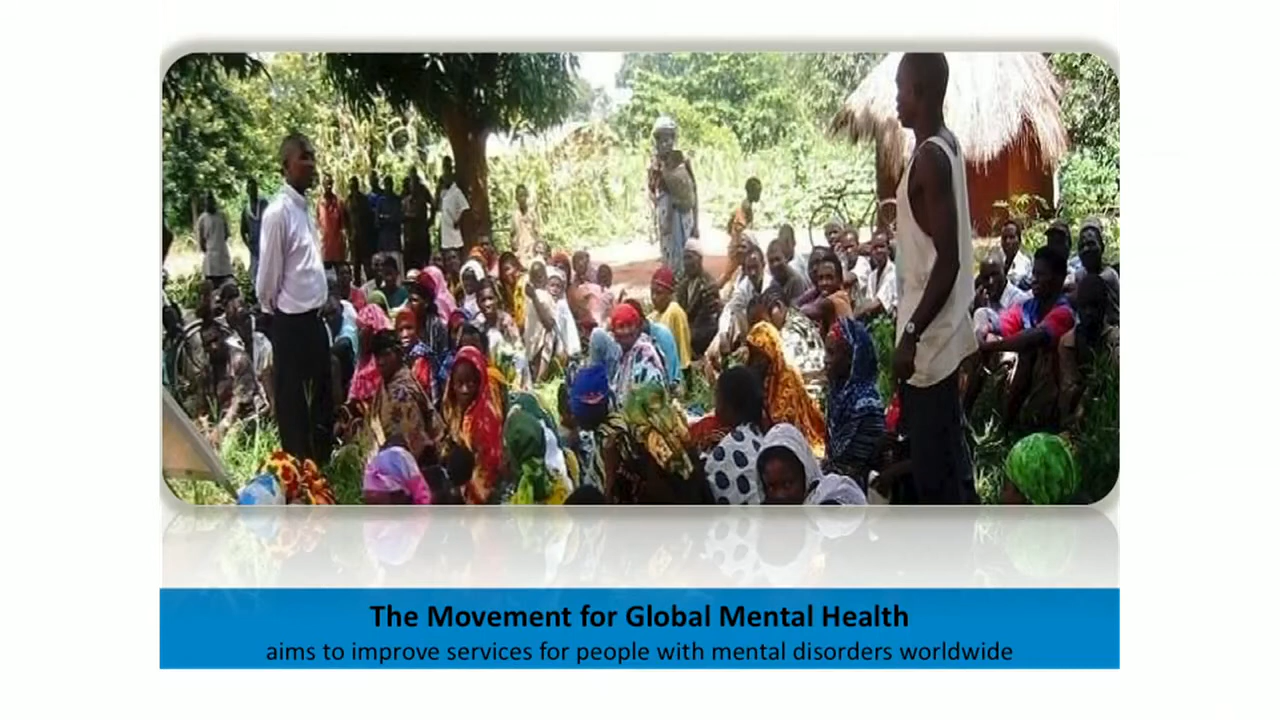 The Movement for Global Mental Health
aims to improve services for people with mental disorders worldwide